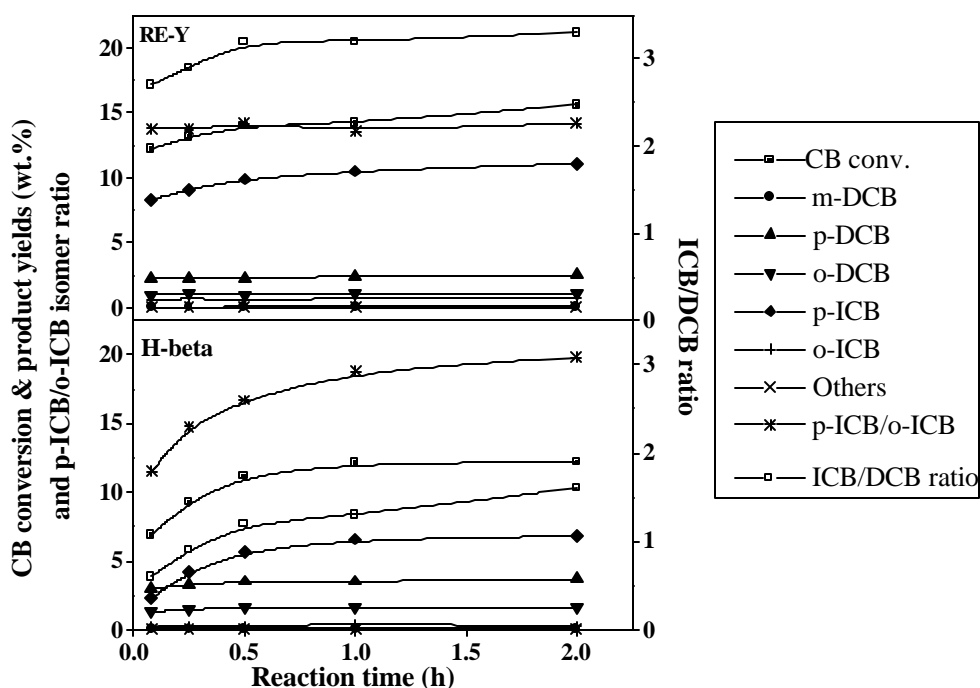 RE-Y
20
15
10
5
0
3
2
1
0
H-beta
20
15
10
5
0
3
2
1
0
0.0 0.5 1.0 1.5 2.0
Reaction time (h)
CB conversion & product yields (wt.%)
and p-ICB/o-ICB isomer ratio
ICB/DCB ratio
CB conv.
m-DCB
p-DCB
o-DCB
p-ICB
o-ICB
Others
p-ICB/o-ICB
ICB/DCB ratio